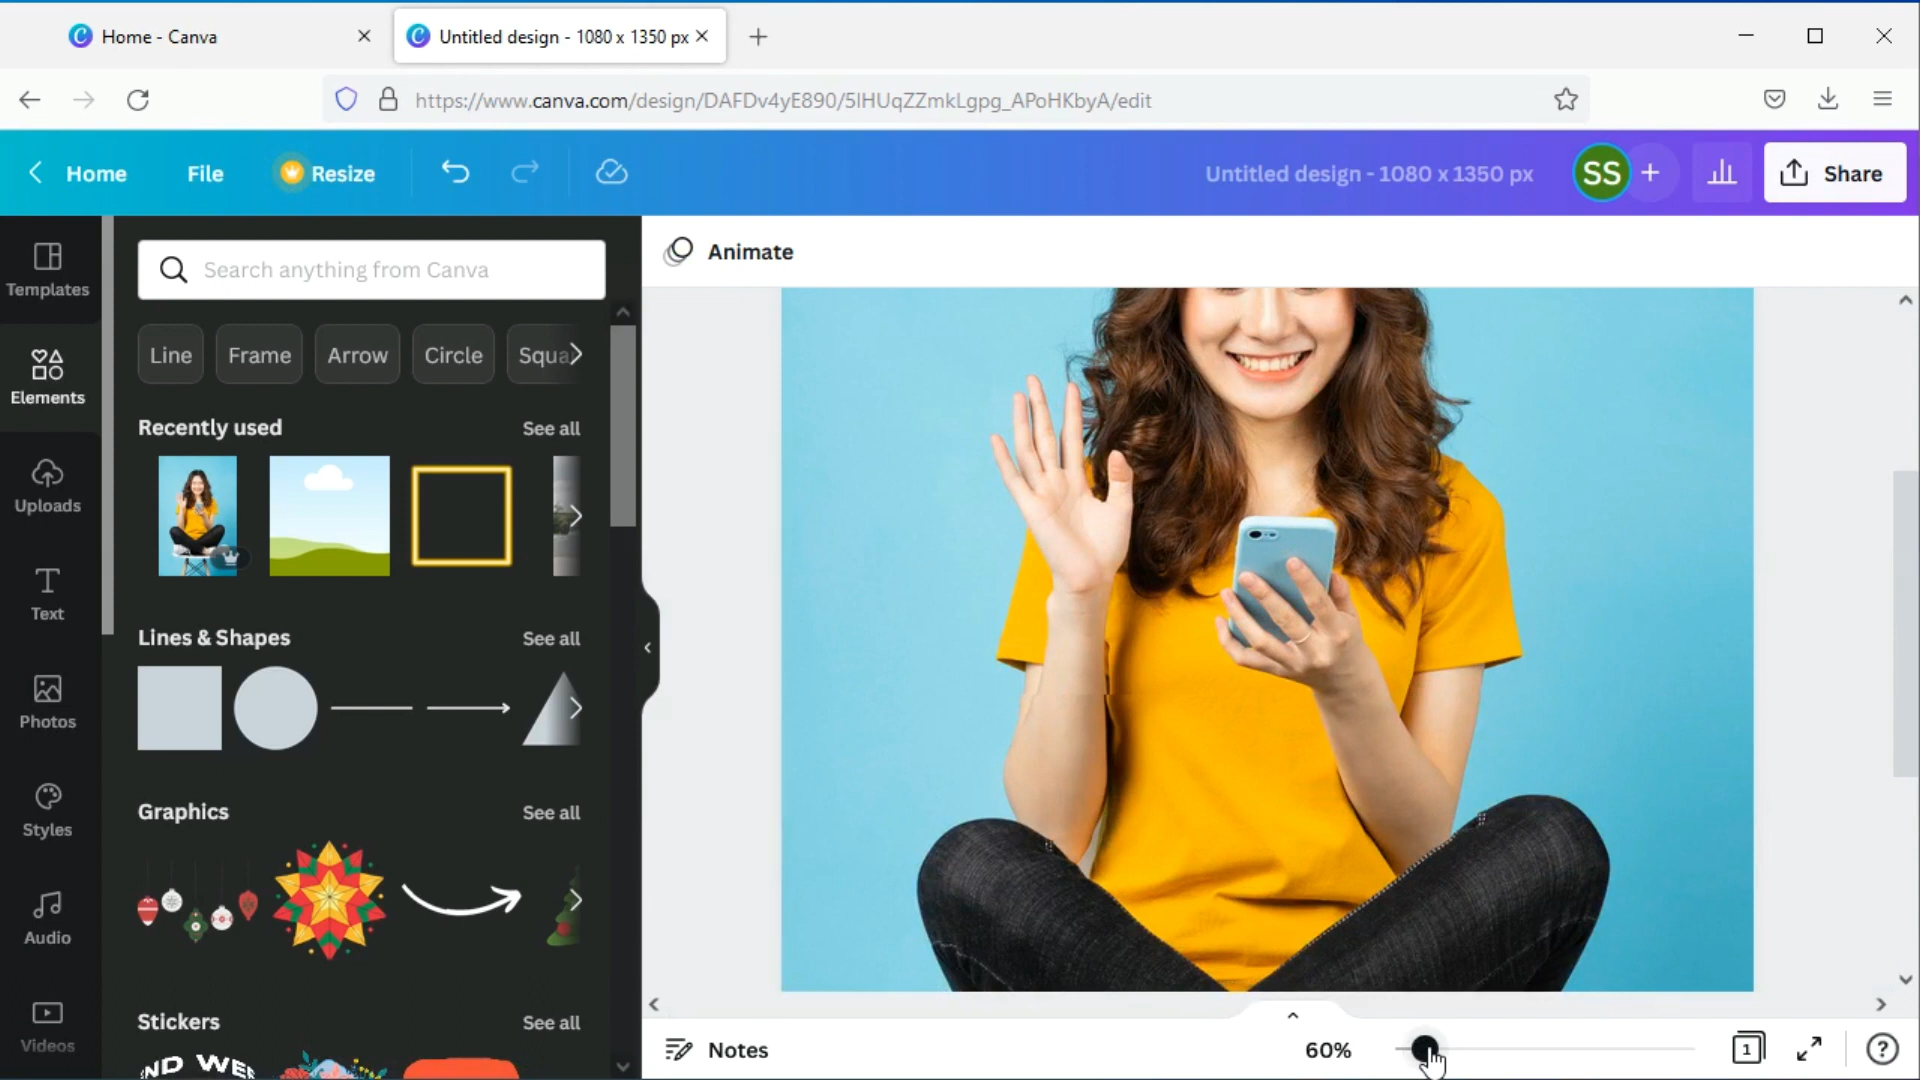 Home - Canva
Untitled design - 1080 x 1350 px
https://www.canva.com/design/DAFDv4yE890/5IHUqZZmkLgpg_APoHKbyA/edit
Home
File
Resize
Untitled design - 1080 x 1350 px
SS
Share
Templates
Elements
Uploads
Text
Photos
Styles
Audio
Videos
Search anything from Canva
Line
Frame
Arrow
Circle
Squa
Recently used
See all
Lines & Shapes
See all
Graphics
See all
Stickers
See all
Animate
Notes
60%
1
?